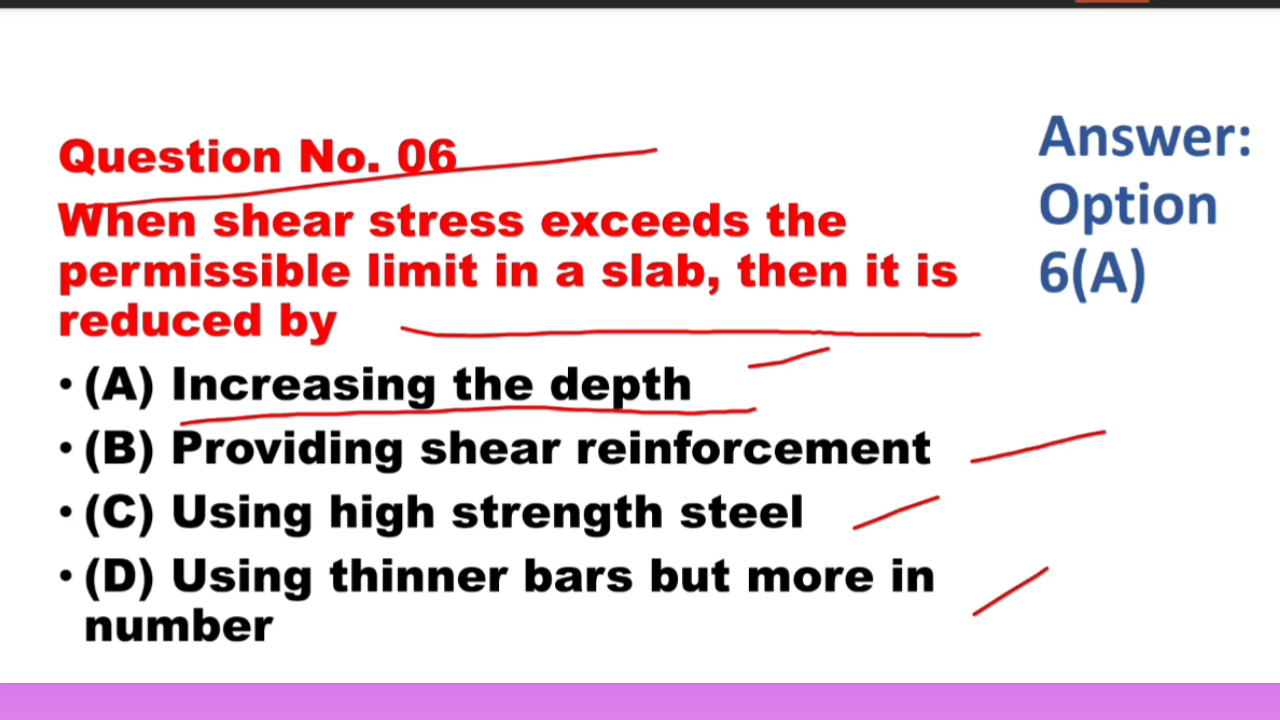 Question No. 06
When shear stress exceeds the
permissible limit in a slab, then it is
reduced by
• (A) Increasing the depth
• (B) Providing shear reinforcement
• (C) Using high strength steel
• (D) Using thinner bars but more in
number
Answer:
Option
6(A)